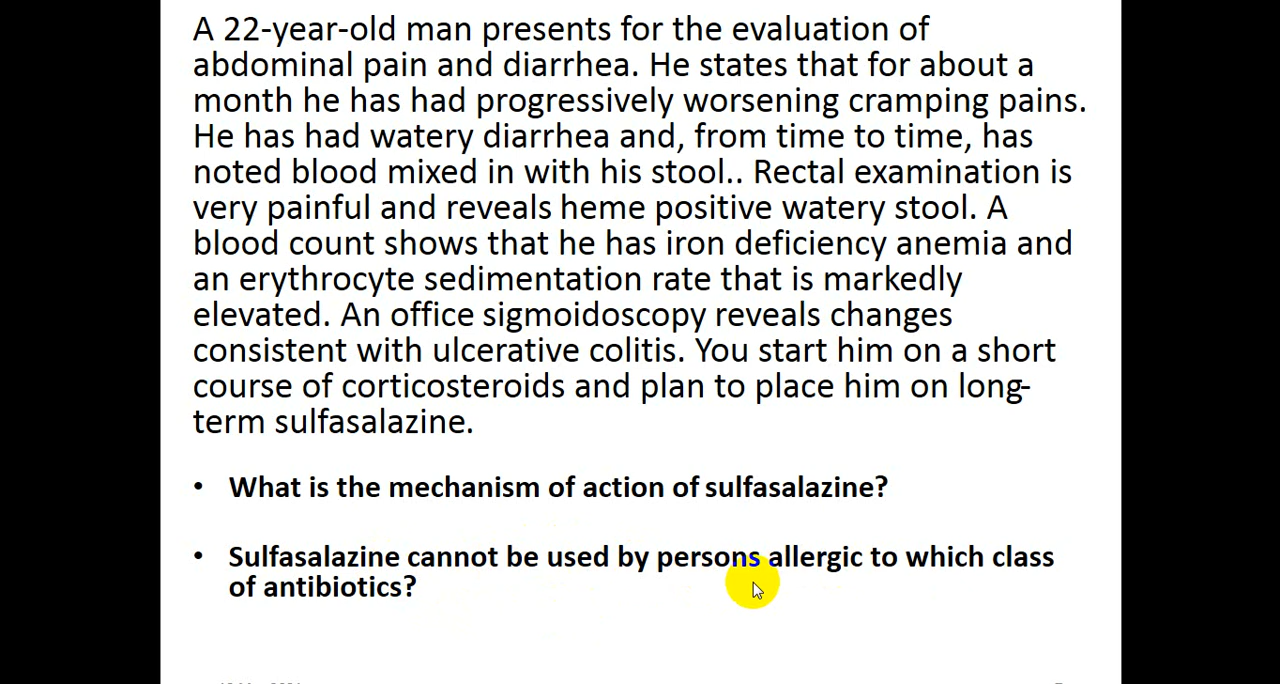 A 22-year-old man presents for the evaluation of
abdominal pain and diarrhea. He states that for about a
month he has had progressively worsening cramping pains.
He has had watery diarrhea and, from time to time, has
noted blood mixed in with his stool.. Rectal examination is
very painful and reveals heme positive watery stool. A
blood count shows that he has iron deficiency anemia and
an erythrocyte sedimentation rate that is markedly
elevated. An office sigmoidoscopy reveals changes
consistent with ulcerative colitis. You start him on a short
course of corticosteroids and plan to place him on long-
term sulfasalazine.
• What is the mechanism of action of sulfasalazine?
• Sulfasalazine cannot be used by persons allergic to which class
of antibiotics?